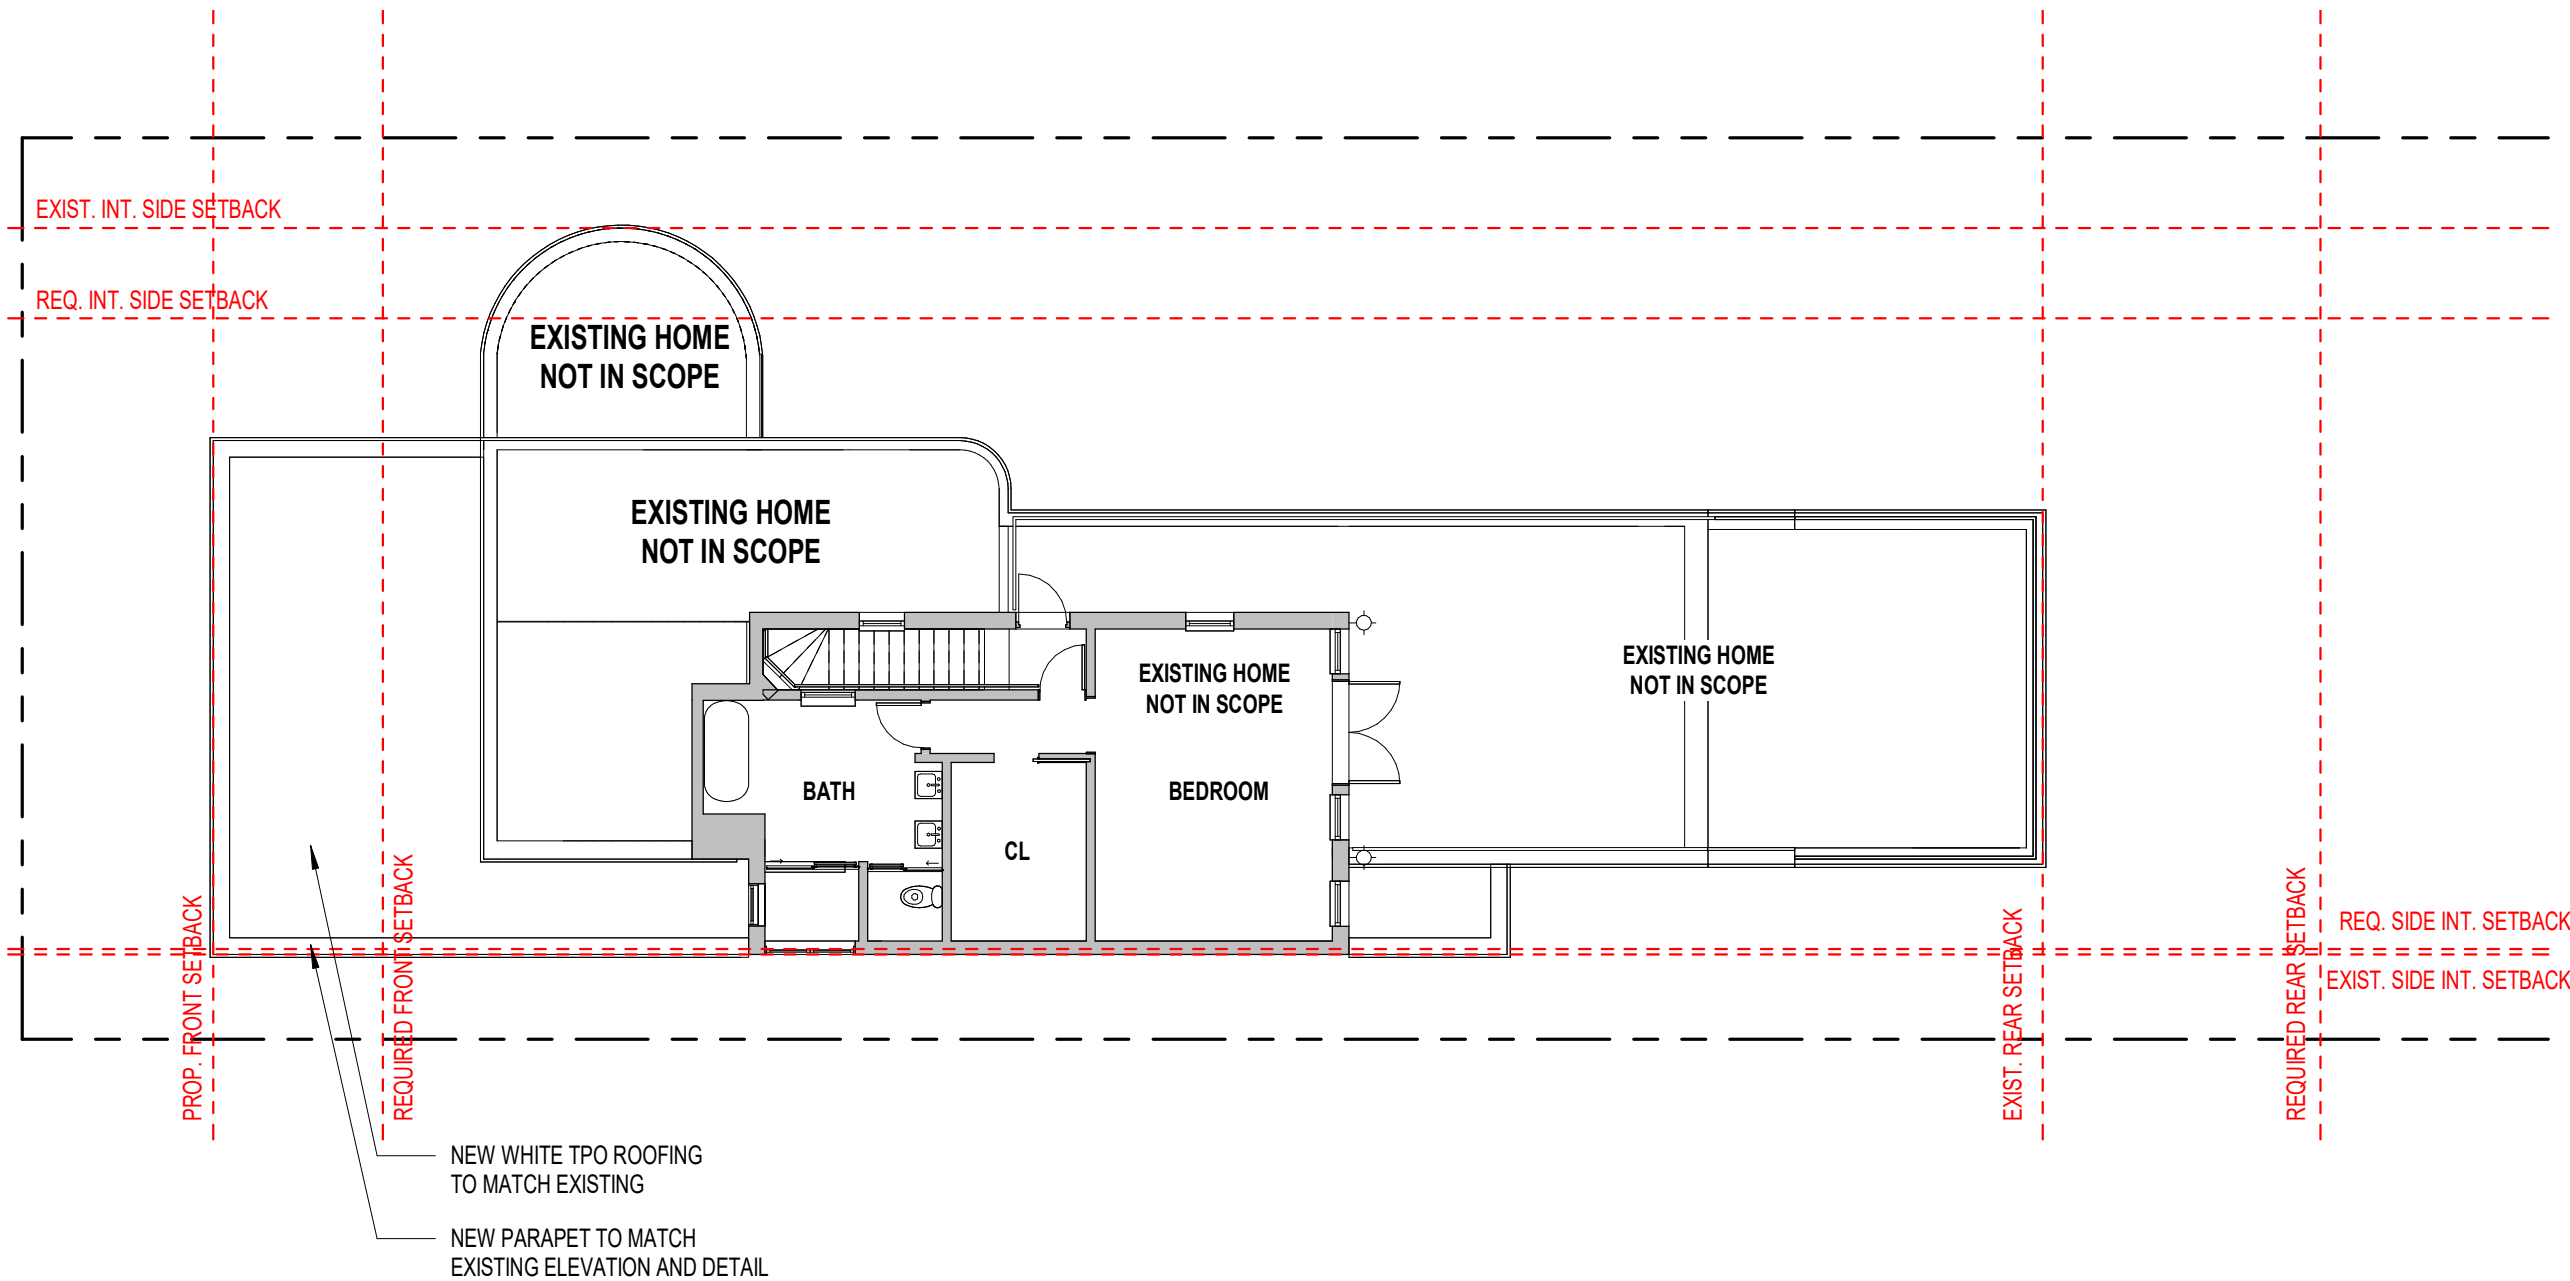 EXIST. INT. SIDE SETBACK
REQ. INT. SIDE SETBACK
EXISTING HOME
NOT IN SCOPE
EXISTING HOME
NOT IN SCOPE
EXISTING HOME
NOT IN SCOPE
EXISTING HOME
NOT IN SCOPE
BATH
BEDROOM
CL
PROP. FRONT SETBACK
REQUIRED FRONT SETBACK
EXIST. REAR SETBACK
REQUIRED REAR SETBACK
REQ. SIDE INT. SETBACK
EXIST. SIDE INT. SETBACK
NEW WHITE TPO ROOFING
TO MATCH EXISTING
NEW PARAPET TO MATCH
EXISTING ELEVATION AND DETAIL